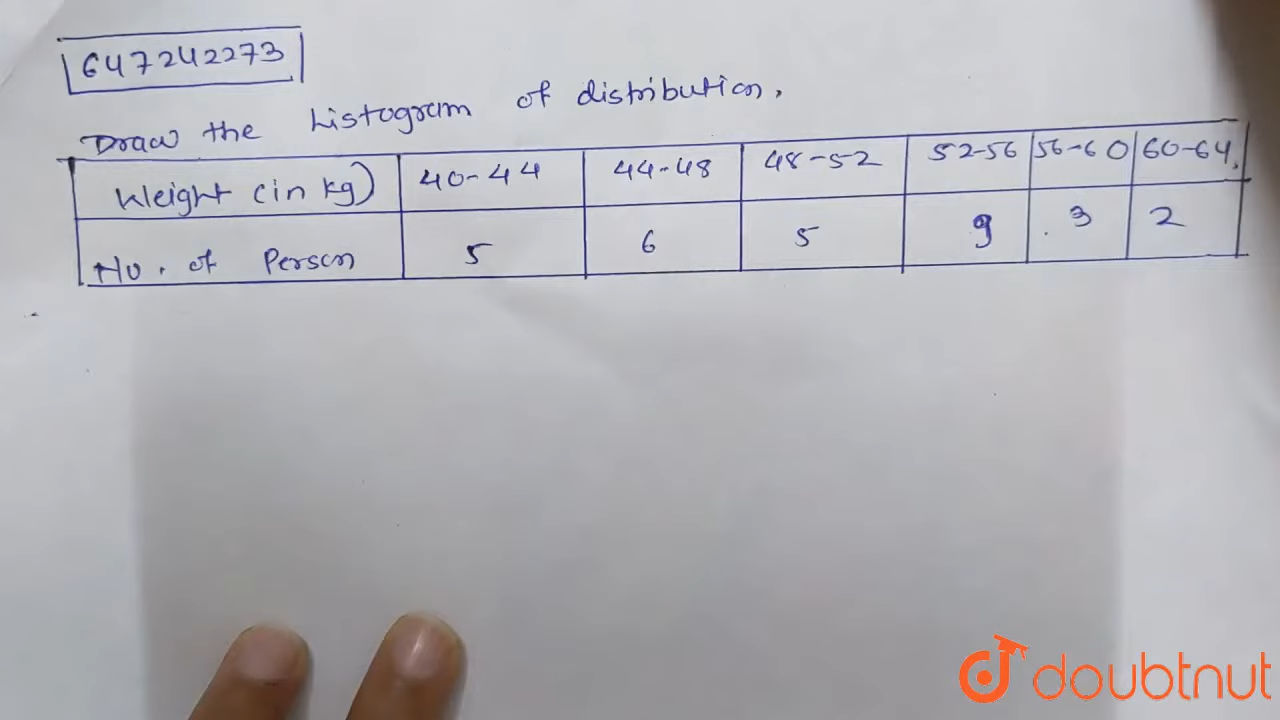 647242273
Draw the histogram of distribution.
Weight (in kg) 40-44 44-48 48-52 52-56 56-60 60-64
No. of Person 5 6 5 9 3 2
doubtnut